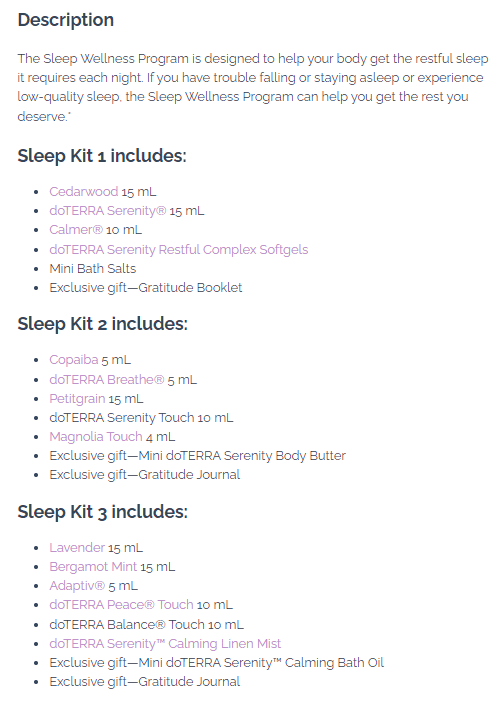 Description
The Sleep Wellness Program is designed to help your body get the restful sleep
it requires each night. If you have trouble falling or staying asleep or experience
low-quality sleep, the Sleep Wellness Program can help you get the rest you
deserve.*
Sleep Kit 1 includes:
• Cedarwood 15 mL
• doTERRA Serenity® 15 mL
• Calmer® 10 mL
• doTERRA Serenity Restful Complex Softgels
• Mini Bath Salts
• Exclusive gift—Gratitude Booklet
Sleep Kit 2 includes:
• Copaiba 5 mL
• doTERRA Breathe® 5 mL
• Petitgrain 15 mL
• doTERRA Serenity Touch 10 mL
• Magnolia Touch 4 mL
• Exclusive gift—Mini doTERRA Serenity Body Butter
• Exclusive gift—Gratitude Journal
Sleep Kit 3 includes:
• Lavender 15 mL
• Bergamot Mint 15 mL
• Adaptiv® 5 mL
• doTERRA Peace® Touch 10 mL
• doTERRA Balance® Touch 10 mL
• doTERRA Serenity™ Calming Linen Mist
• Exclusive gift—Mini doTERRA Serenity™ Calming Bath Oil
• Exclusive gift—Gratitude Journal